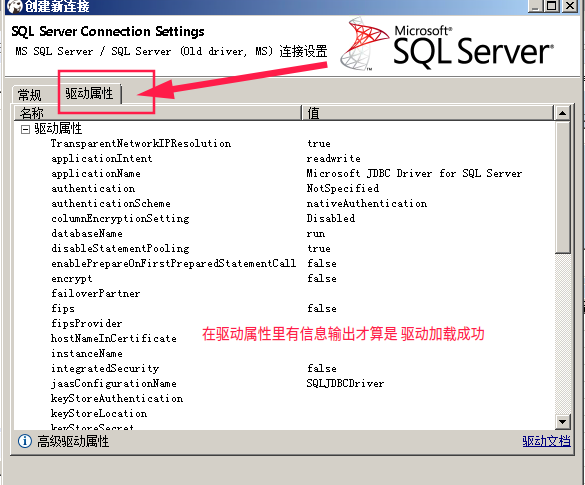 创建新连接
SQL Server Connection Settings
MS SQL Server / SQL Server (Old driver, MS) 连接设置
Microsoft®
SQL Server®
常规 驱动属性
名称 值
驱动属性
TransparentNetworkIPResolution true
applicationIntent readwrite
applicationName Microsoft JDBC Driver for SQL Server
authentication NotSpecified
authenticationScheme nativeAuthentication
columnEncryptionSetting Disabled
databaseName run
disableStatementPooling true
enablePrepareOnFirstPreparedStatementCall false
encrypt false
failoverPartner
fips false
fipsProvider
hostNameInCertificate
在驱动属性里有信息输出才算是 驱动加载成功
instanceName
integratedSecurity false
jaasConfigurationName SQLJDBCDriver
keyStoreAuthentication
keyStoreLocation
keyStoreSecret
高级驱动属性 驱动文档